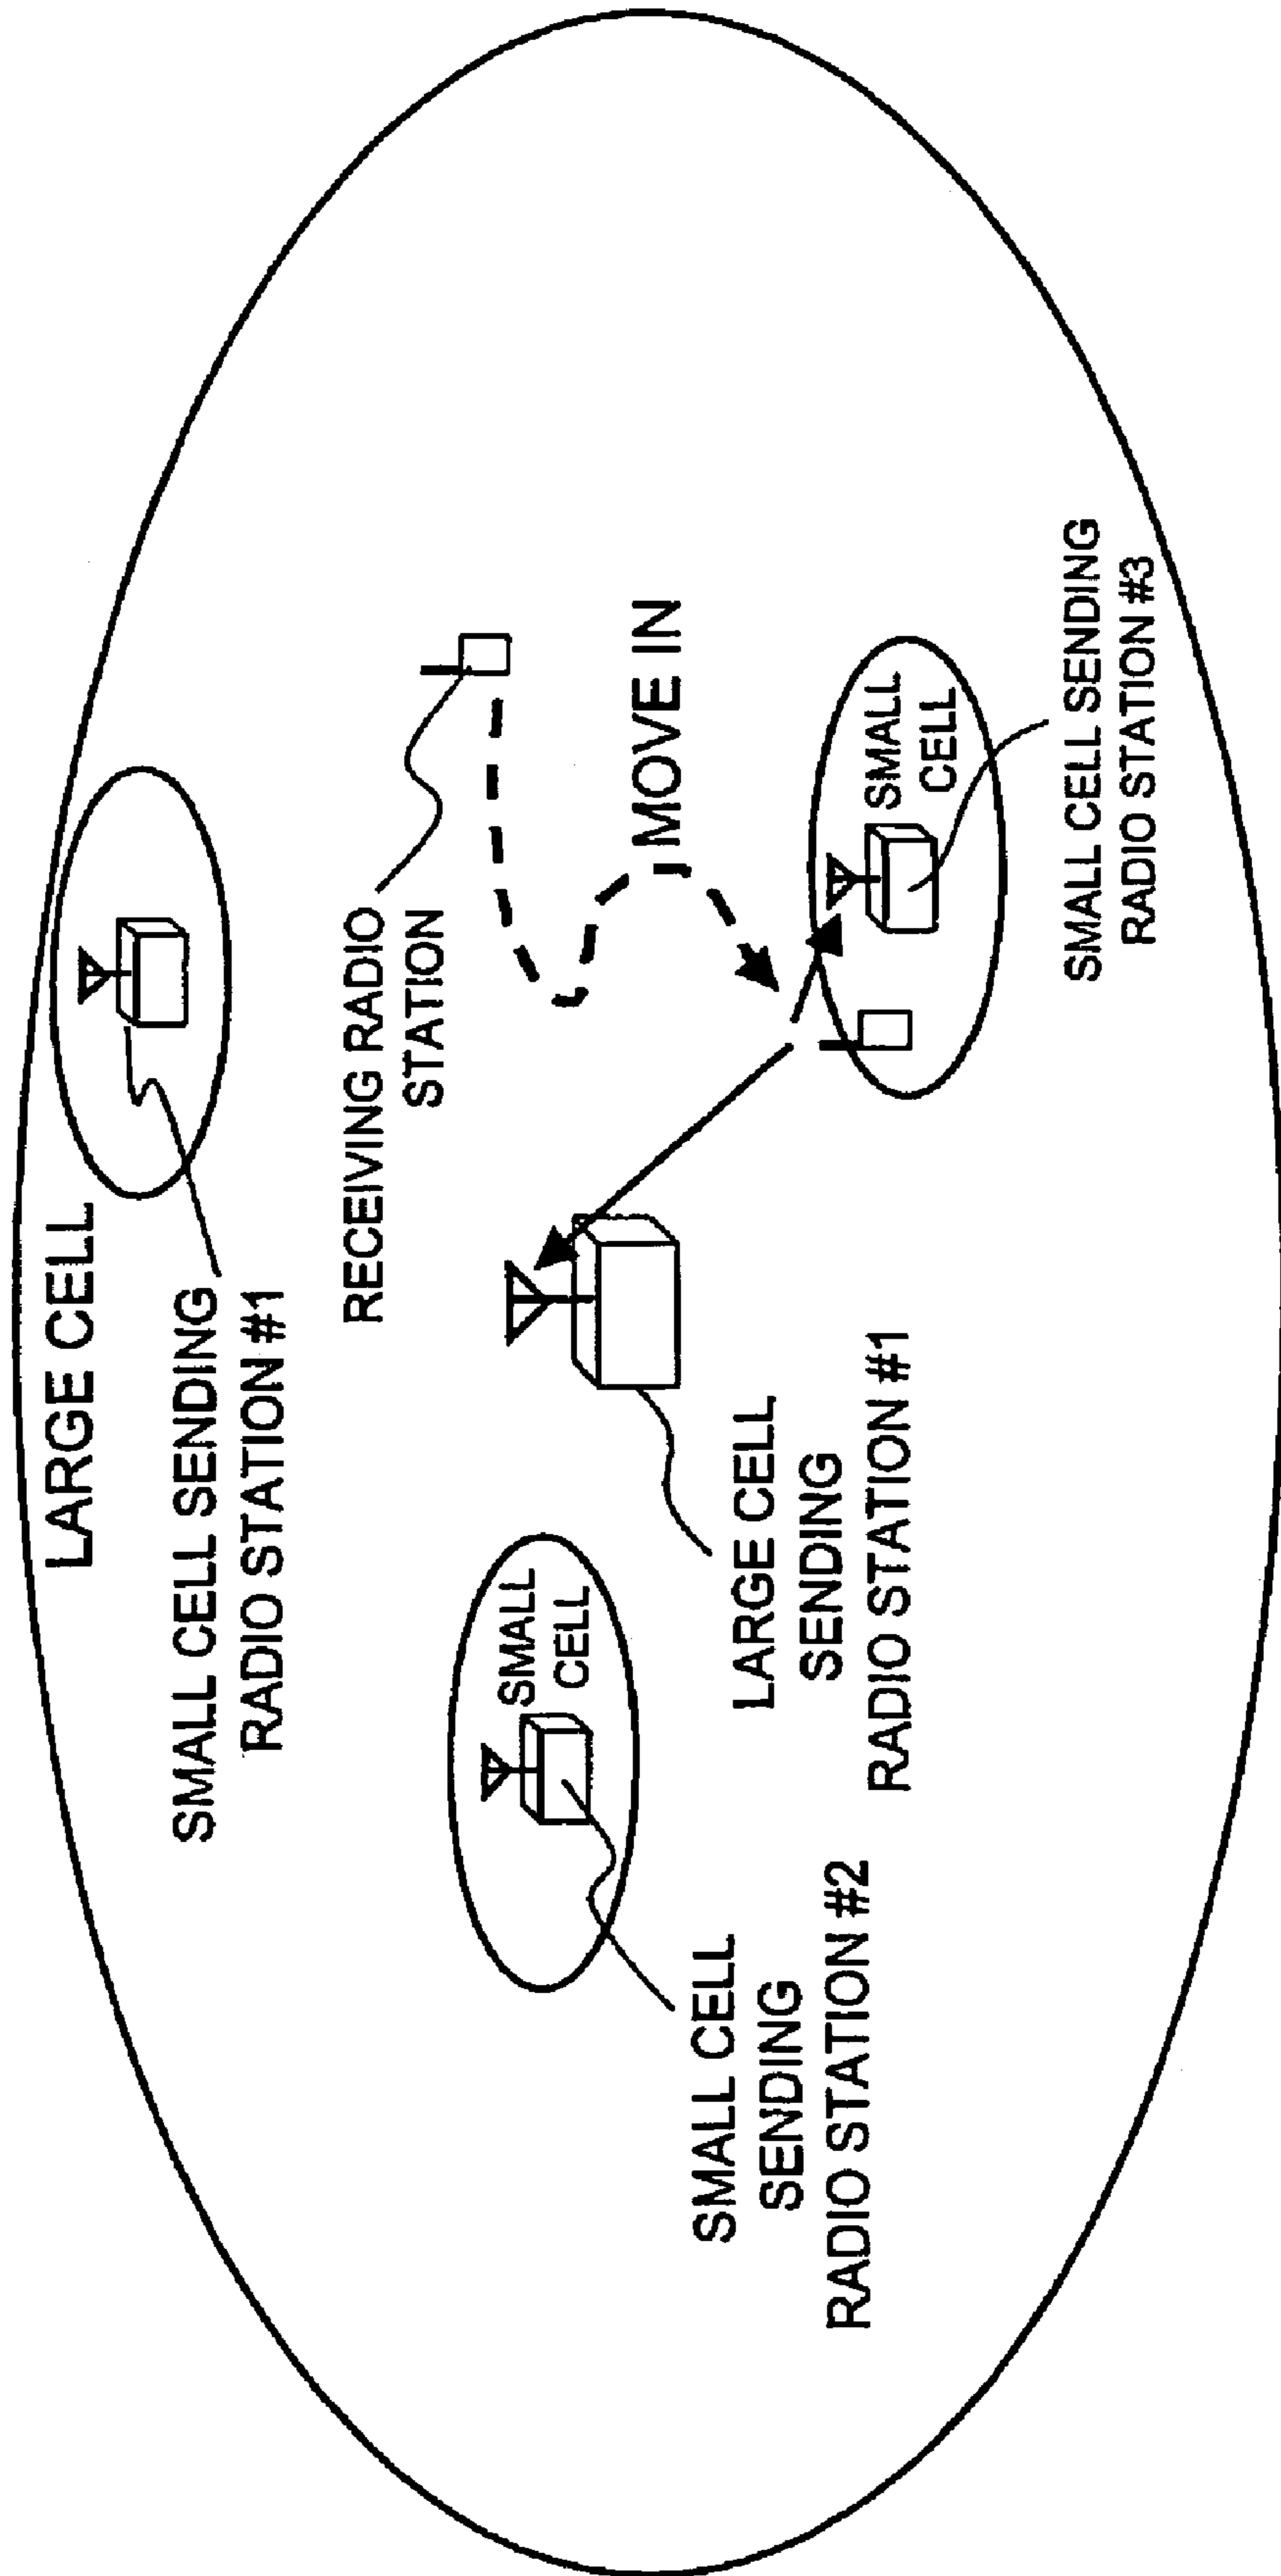 LARGE CELL
SMALL CELL SENDING
RADIO STATION #1
RECEIVING RADIO
STATION
SMALL
CELL
MOVE IN
LARGE CELL
SENDING
RADIO STATION #1
SMALL CELL
SENDING
RADIO STATION #2
SMALL
CELL
SMALL CELL SENDING
RADIO STATION #3